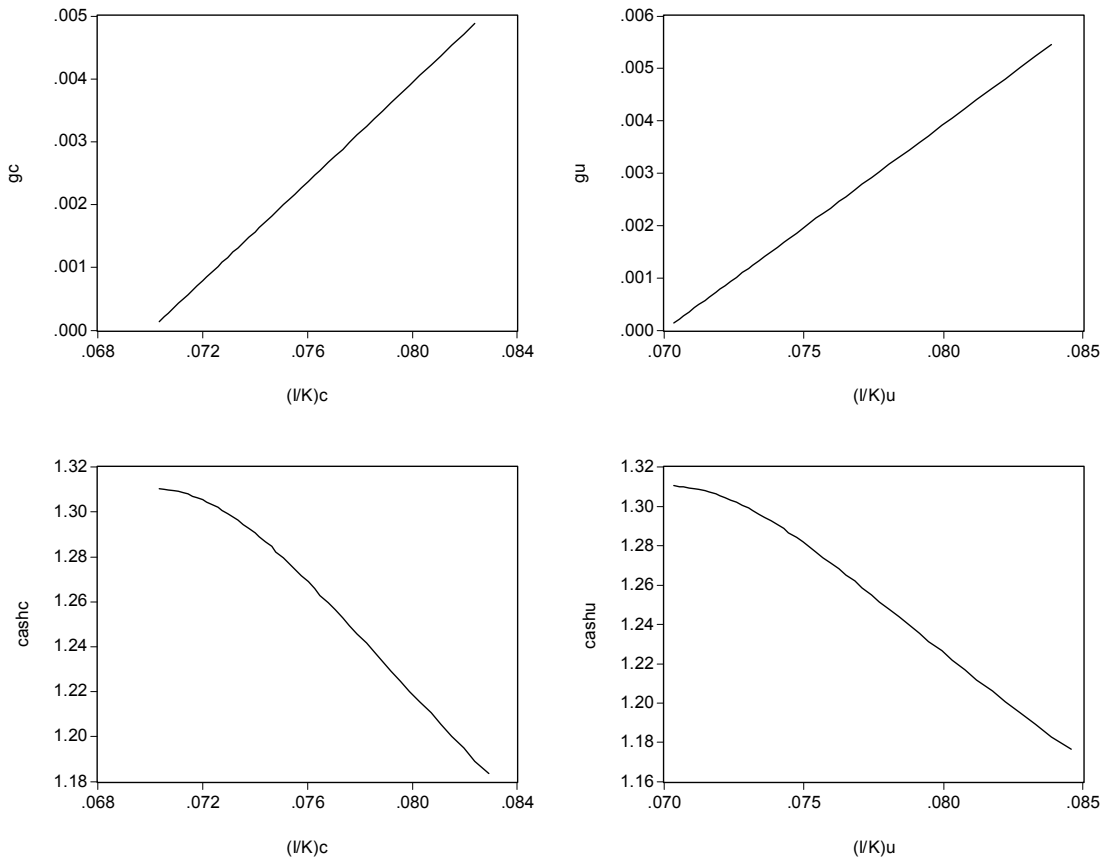 .005
.004
.003
.002
.001
.000
gc
.068 .072 .076 .080 .084
(I/K)c
.006
.005
.004
.003
.002
.001
.000
gu
.070 .075 .080 .085
(I/K)u
1.32
1.30
1.28
1.26
1.24
1.22
1.20
1.18
cashc
.068 .072 .076 .080 .084
(I/K)c
1.32
1.30
1.28
1.26
1.24
1.22
1.20
1.18
1.16
cashu
.070 .075 .080 .085
(I/K)u